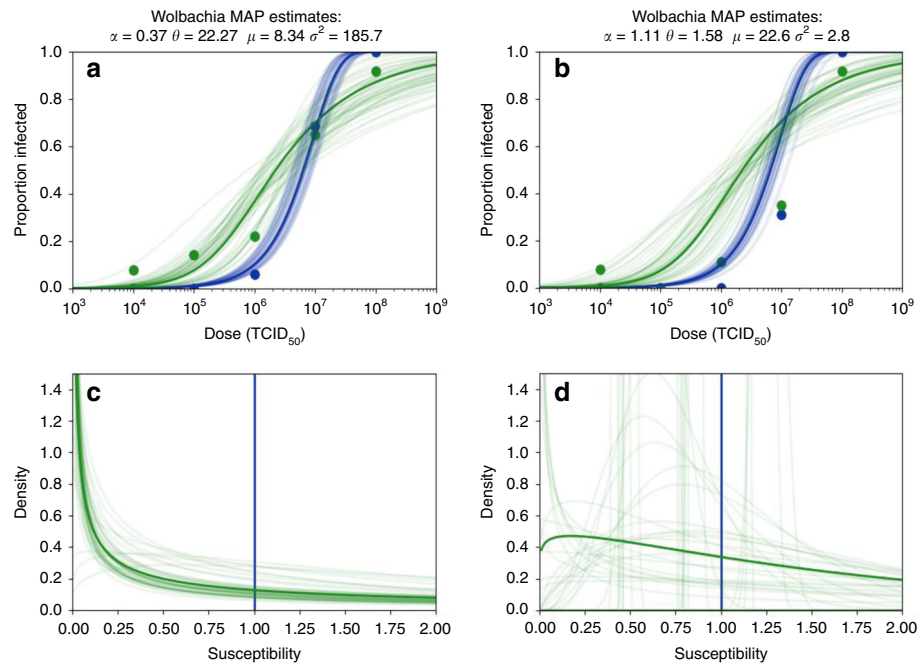 Wolbachia MAP estimates:
α = 0.37 θ = 22.27 μ = 8.34 σ² = 185.7
Wolbachia MAP estimates:
α = 1.11 θ = 1.58 μ = 22.6 σ² = 2.8
a
Proportion infected
1.0
0.8
0.6
0.4
0.2
0.0
10³ 10⁴ 10⁵ 10⁶ 10⁷ 10⁸ 10⁹
Dose (TCID₅₀)
b
Proportion infected
1.0
0.8
0.6
0.4
0.2
0.0
10³ 10⁴ 10⁵ 10⁶ 10⁷ 10⁸ 10⁹
Dose (TCID₅₀)
c
Density
1.4
1.2
1.0
0.8
0.6
0.4
0.2
0.0
0.00 0.25 0.50 0.75 1.00 1.25 1.50 1.75 2.00
Susceptibility
d
Density
1.4
1.2
1.0
0.8
0.6
0.4
0.2
0.0
0.00 0.25 0.50 0.75 1.00 1.25 1.50 1.75 2.00
Susceptibility